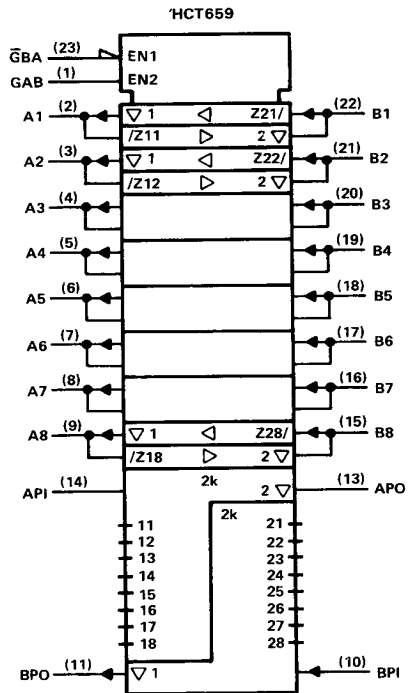 'HCT659
G̅BA (23) EN1
GAB (1) EN2
A1 (2) ▽ 1 ◁ Z21/ (22) B1
/Z11 ▷ 2 ▽
A2 (3) ▽ 1 ◁ Z22/ (21) B2
/Z12 ▷ 2 ▽
A3 (4) (20) B3
A4 (5) (19) B4
A5 (6) (18) B5
A6 (7) (17) B6
A7 (8) (16) B7
A8 (9) ▽ 1 ◁ Z28/ (15) B8
/Z18 ▷ 2 ▽
2k
API (14) 2 ▽ (13) APO
2k
11 21
12 22
13 23
14 24
15 25
16 26
17 27
18 28
BPO (11) ▽ 1 (10) BPI